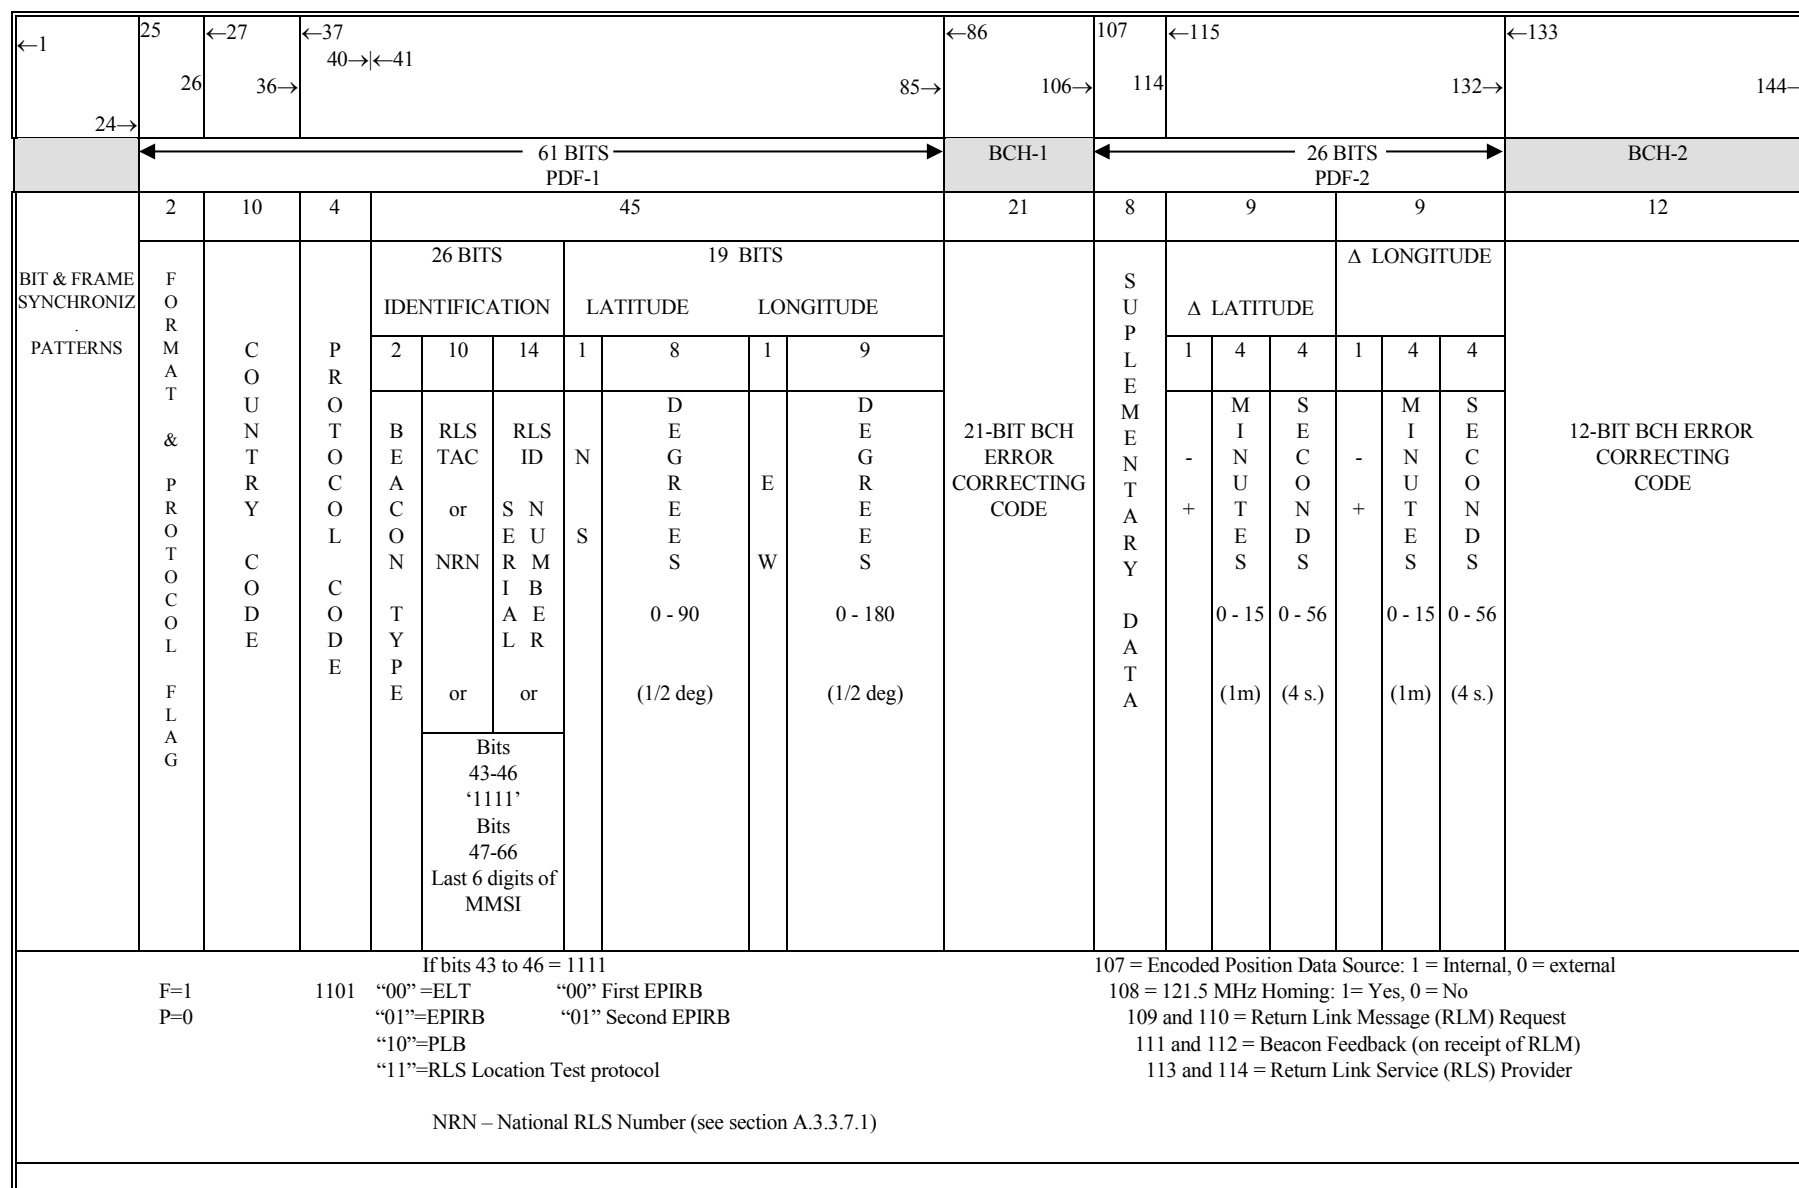 ←1 25 ←27 ←37 ←86 107 ←115 ←133
40→|←41
26 36→ 85→ 106→ 114 132→ 144→
24→
61 BITS BCH-1 26 BITS BCH-2
PDF-1 PDF-2
2 10 4 45 21 8 9 9 12
BIT & FRAME
SYNCHRONIZ
.
PATTERNS
FORMAT & PROTOCOL FLAG
COUNTRY CODE
PROTOCOL CODE
26 BITS
IDENTIFICATION
19 BITS
LATITUDE LONGITUDE
2 10 14 1 8 1 9
BEACON TYPE
RLS
TAC
or
NRN
or
RLS
ID
SERIAL NUMBER
or
Bits
43-46
‘1111’
Bits
47-66
Last 6 digits of
MMSI
N
S
DEGREES
0 - 90
(1/2 deg)
E
W
DEGREES
0 - 180
(1/2 deg)
21-BIT BCH
ERROR
CORRECTING
CODE
SUPLEMENTARY DATA
Δ LATITUDE
1 4 4
-
+
MINUTES
0 - 15
(1m)
SECONDS
0 - 56
(4 s.)
Δ LONGITUDE
1 4 4
-
+
MINUTES
0 - 15
(1m)
SECONDS
0 - 56
(4 s.)
12-BIT BCH ERROR
CORRECTING
CODE
F=1
P=0
1101
If bits 43 to 46 = 1111
“00” =ELT “00” First EPIRB
“01”=EPIRB “01” Second EPIRB
“10”=PLB
“11”=RLS Location Test protocol
NRN – National RLS Number (see section A.3.3.7.1)
107 = Encoded Position Data Source: 1 = Internal, 0 = external
108 = 121.5 MHz Homing: 1= Yes, 0 = No
109 and 110 = Return Link Message (RLM) Request
111 and 112 = Beacon Feedback (on receipt of RLM)
113 and 114 = Return Link Service (RLS) Provider